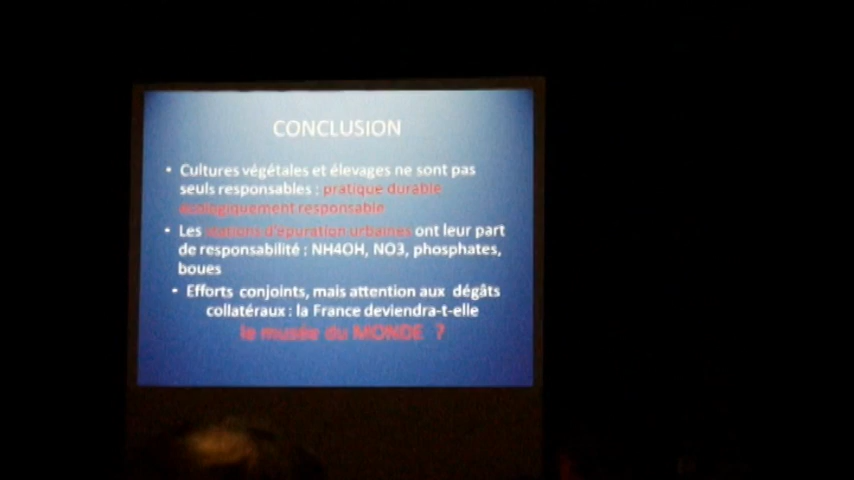 CONCLUSION
• Cultures végétales et élevages ne sont pas
seuls responsables : pratique durable
écologiquement responsable
• Les stations d'épuration urbaines ont leur part
de responsabilité : NH4OH, NO3, phosphates,
boues
• Efforts conjoints, mais attention aux dégâts
collatéraux : la France deviendra-t-elle
le musée du MONDE ?